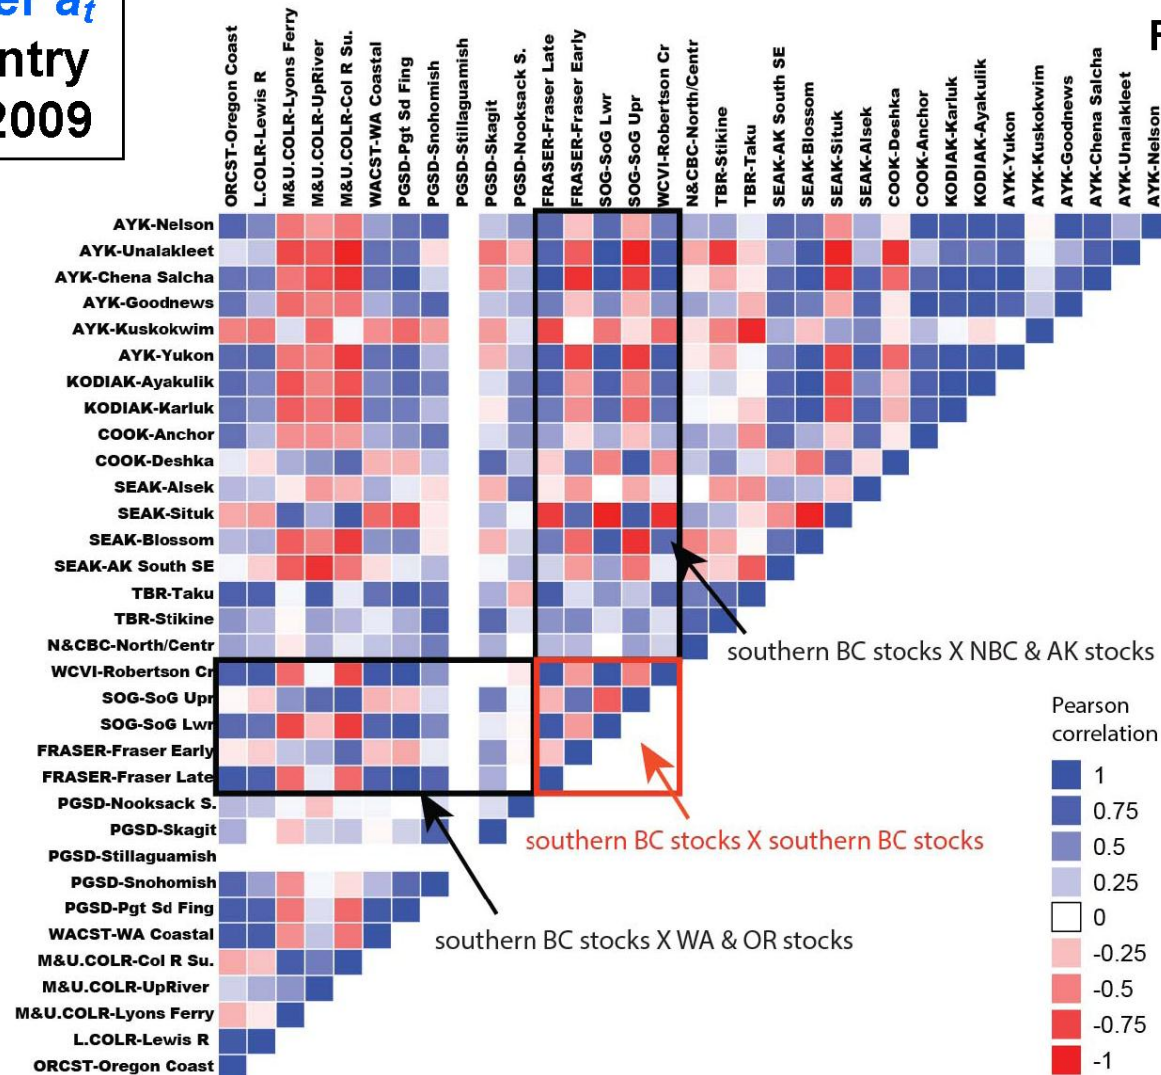 er at
ntry
2009
F
ORCST-Oregon Coast
L.COLR-Lewis R
M&U.COLR-Lyons Ferry
M&U.COLR-UpRiver
M&U.COLR-Col R Su.
WACST-WA Coastal
PGSD-Pgt Sd Fing
PGSD-Snohomish
PGSD-Stillaguamish
PGSD-Skagit
PGSD-Nooksack S.
FRASER-Fraser Late
FRASER-Fraser Early
SOG-SoG Lwr
SOG-SoG Upr
WCVI-Robertson Cr
N&CBC-North/Centr
TBR-Stikine
TBR-Taku
SEAK-AK South SE
SEAK-Blossom
SEAK-Situk
SEAK-Alsek
COOK-Deshka
COOK-Anchor
KODIAK-Karluk
KODIAK-Ayakulik
AYK-Yukon
AYK-Kuskokwim
AYK-Goodnews
AYK-Chena Salcha
AYK-Unalakleet
AYK-Nelson
AYK-Nelson
AYK-Unalakleet
AYK-Chena Salcha
AYK-Goodnews
AYK-Kuskokwim
AYK-Yukon
KODIAK-Ayakulik
KODIAK-Karluk
COOK-Anchor
COOK-Deshka
SEAK-Alsek
SEAK-Situk
SEAK-Blossom
SEAK-AK South SE
TBR-Taku
TBR-Stikine
N&CBC-North/Centr
WCVI-Robertson Cr
SOG-SoG Upr
SOG-SoG Lwr
FRASER-Fraser Early
FRASER-Fraser Late
PGSD-Nooksack S.
PGSD-Skagit
PGSD-Stillaguamish
PGSD-Snohomish
PGSD-Pgt Sd Fing
WACST-WA Coastal
M&U.COLR-Col R Su.
M&U.COLR-UpRiver
M&U.COLR-Lyons Ferry
L.COLR-Lewis R
ORCST-Oregon Coast
southern BC stocks X NBC & AK stocks
southern BC stocks X southern BC stocks
southern BC stocks X WA & OR stocks
Pearson
correlation
1
0.75
0.5
0.25
0
-0.25
-0.5
-0.75
-1